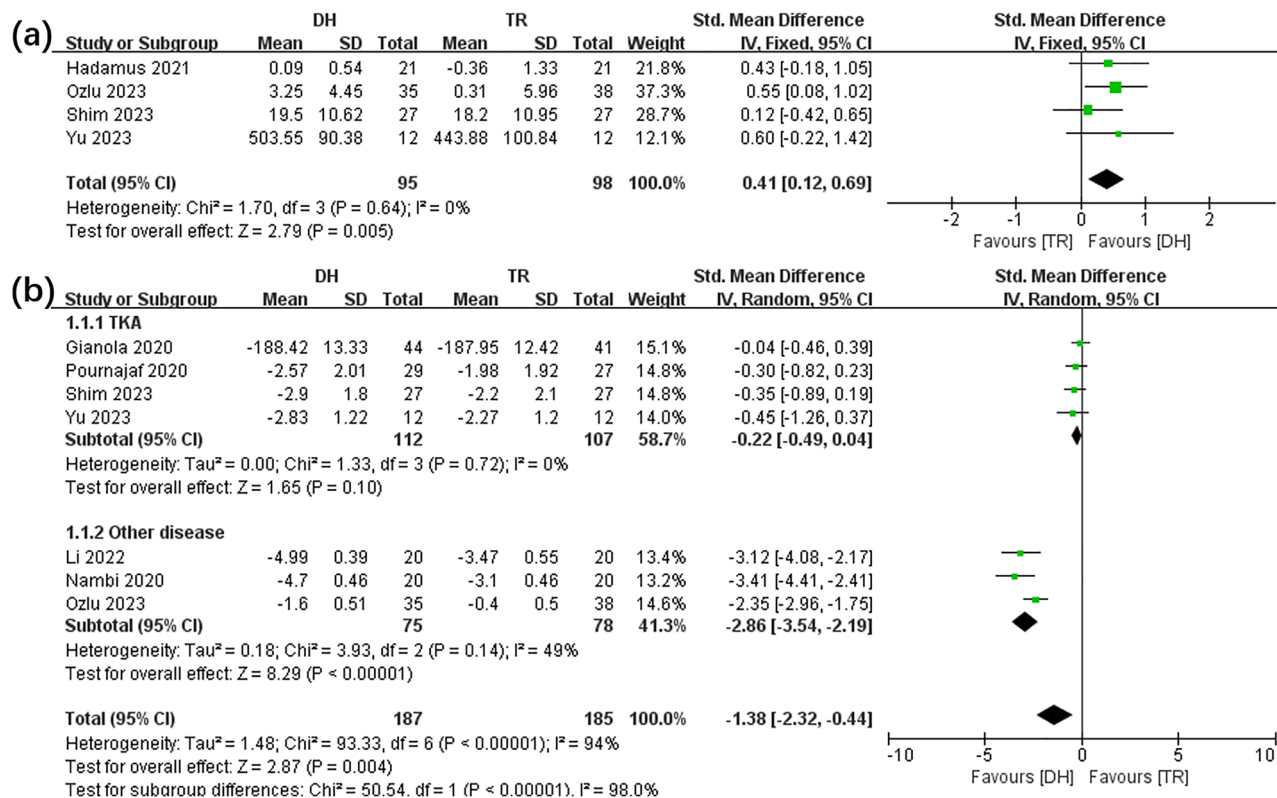 (a)
DH TR Std. Mean Difference Std. Mean Difference
Study or Subgroup Mean SD Total Mean SD Total Weight IV, Fixed, 95% CI IV, Fixed, 95% CI
Hadamus 2021 0.09 0.54 21 -0.36 1.33 21 21.8% 0.43 [-0.18, 1.05]
Ozlu 2023 3.25 4.45 35 0.31 5.96 38 37.3% 0.55 [0.08, 1.02]
Shim 2023 19.5 10.62 27 18.2 10.95 27 28.7% 0.12 [-0.42, 0.65]
Yu 2023 503.55 90.38 12 443.88 100.84 12 12.1% 0.60 [-0.22, 1.42]
Total (95% CI) 95 98 100.0% 0.41 [0.12, 0.69]
Heterogeneity: Chi² = 1.70, df = 3 (P = 0.64); I² = 0%
Test for overall effect: Z = 2.79 (P = 0.005)
-2 -1 0 1 2
Favours [TR] Favours [DH]
(b)
DH TR Std. Mean Difference Std. Mean Difference
Study or Subgroup Mean SD Total Mean SD Total Weight IV, Random, 95% CI IV, Random, 95% CI
1.1.1 TKA
Gianola 2020 -188.42 13.33 44 -187.95 12.42 41 15.1% -0.04 [-0.46, 0.39]
Pournajaf 2020 -2.57 2.01 29 -1.98 1.92 27 14.8% -0.30 [-0.82, 0.23]
Shim 2023 -2.9 1.8 27 -2.2 2.1 27 14.8% -0.35 [-0.89, 0.19]
Yu 2023 -2.83 1.22 12 -2.27 1.2 12 14.0% -0.45 [-1.26, 0.37]
Subtotal (95% CI) 112 107 58.7% -0.22 [-0.49, 0.04]
Heterogeneity: Tau² = 0.00; Chi² = 1.33, df = 3 (P = 0.72); I² = 0%
Test for overall effect: Z = 1.65 (P = 0.10)
1.1.2 Other disease
Li 2022 -4.99 0.39 20 -3.47 0.55 20 13.4% -3.12 [-4.08, -2.17]
Nambi 2020 -4.7 0.46 20 -3.1 0.46 20 13.2% -3.41 [-4.41, -2.41]
Ozlu 2023 -1.6 0.51 35 -0.4 0.5 38 14.6% -2.35 [-2.96, -1.75]
Subtotal (95% CI) 75 78 41.3% -2.86 [-3.54, -2.19]
Heterogeneity: Tau² = 0.18; Chi² = 3.93, df = 2 (P = 0.14); I² = 49%
Test for overall effect: Z = 8.29 (P < 0.00001)
Total (95% CI) 187 185 100.0% -1.38 [-2.32, -0.44]
Heterogeneity: Tau² = 1.48; Chi² = 93.33, df = 6 (P < 0.00001); I² = 94%
Test for overall effect: Z = 2.87 (P = 0.004)
Test for subgroup differences: Chi² = 50.54, df = 1 (P < 0.00001), I² = 98.0%
-10 -5 0 5 10
Favours [DH] Favours [TR]